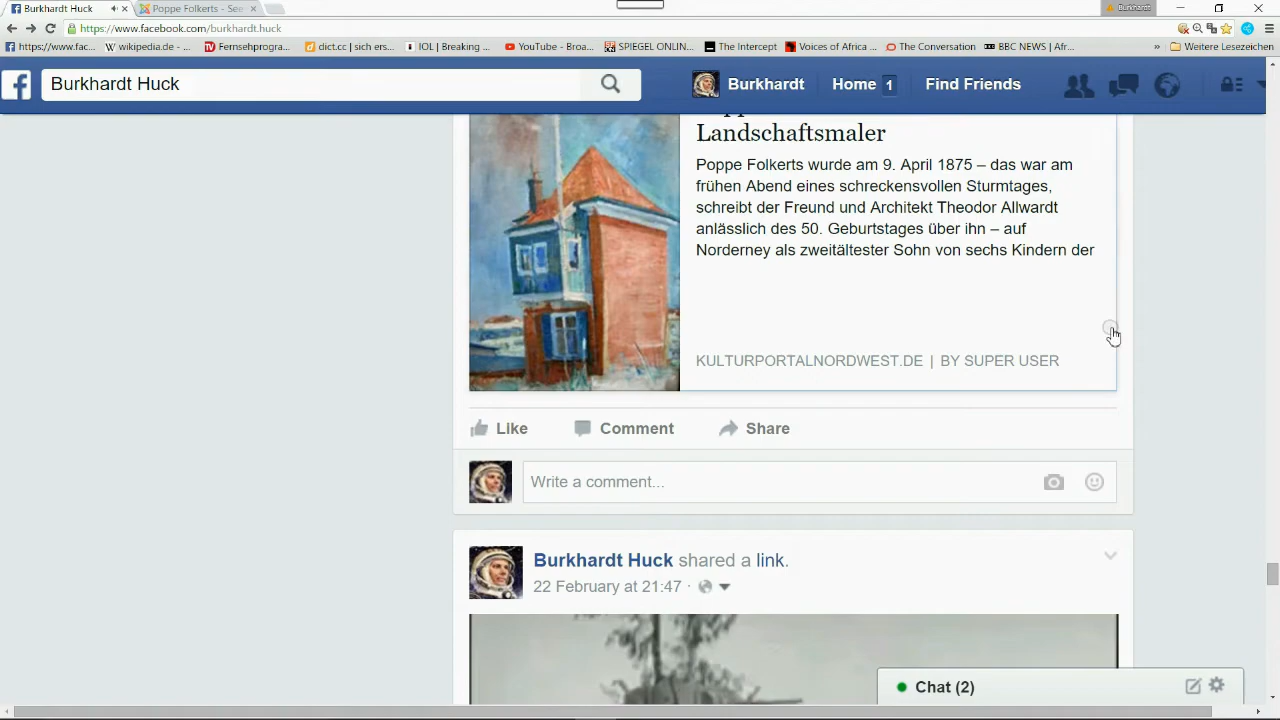 Burkhardt Huck
Poppe Folkerts - See
Burkhardt
https://www.facebook.com/burkhardt.huck
https://www.fac...
wikipedia.de - ...
Fernsehprogra...
dict.cc | sich ers...
IOL | Breaking ...
YouTube - Broa...
SPIEGEL ONLIN...
The Intercept
Voices of Africa ...
The Conversation
BBC NEWS | Afr...
»
Weitere Lesezeichen
Burkhardt Huck
Burkhardt
Home 1
Find Friends
Landschaftsmaler
Poppe Folkerts wurde am 9. April 1875 – das war am
frühen Abend eines schreckensvollen Sturmtages,
schreibt der Freund und Architekt Theodor Allwardt
anlässlich des 50. Geburtstages über ihn – auf
Norderney als zweitältester Sohn von sechs Kindern der
KULTURPORTALNORDWEST.DE | BY SUPER USER
Like
Comment
Share
Write a comment...
Burkhardt Huck shared a link.
22 February at 21:47 ·
Chat (2)